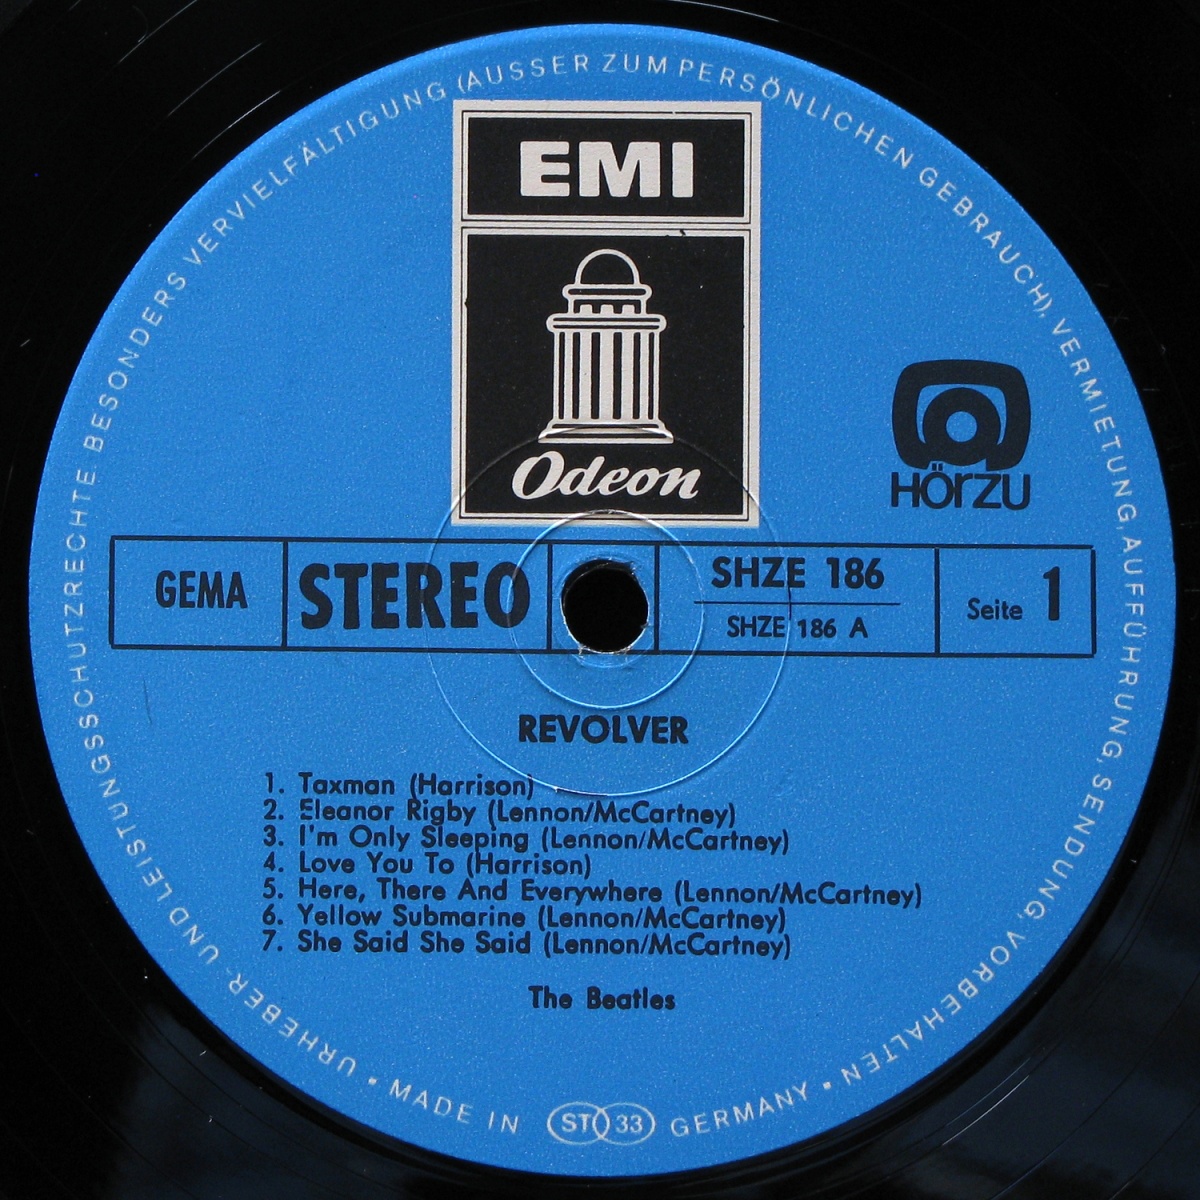 URHEBER- UND LEISTUNGSSCHUTZRECHTE BESONDERS VERVIELFÄLTIGUNG (AUSSER ZUM PERSÖNLICHEN GEBRAUCH), VERMIETUNG, AUFFÜHRUNG, SENDUNG, VORBEHALTEN •
EMI
Odeon
HÖRZU
GEMA
STEREO
SHZE 186
SHZE 186 A
Seite 1
REVOLVER
1. Taxman (Harrison)
2. Eleanor Rigby (Lennon/McCartney)
3. I'm Only Sleeping (Lennon/McCartney)
4. Love You To (Harrison)
5. Here, There And Everywhere (Lennon/McCartney)
6. Yellow Submarine (Lennon/McCartney)
7. She Said She Said (Lennon/McCartney)
The Beatles
• MADE IN ST 33 GERMANY